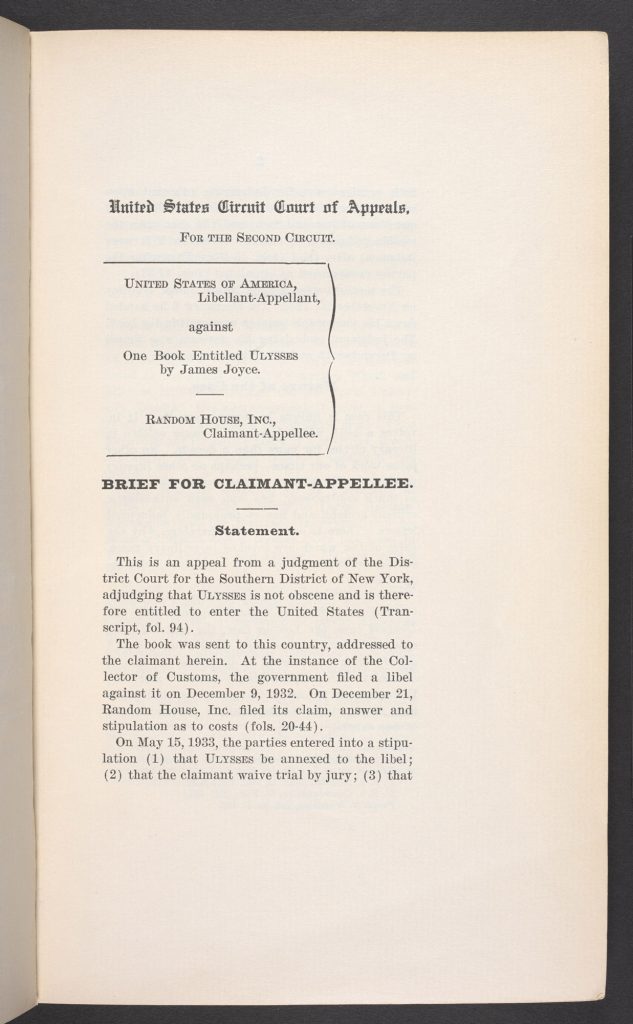 United States Circuit Court of Appeals,
FOR THE SECOND CIRCUIT.
UNITED STATES OF AMERICA,
Libellant-Appellant,
against
One Book Entitled ULYSSES
by James Joyce.
RANDOM HOUSE, INC.,
Claimant-Appellee.
BRIEF FOR CLAIMANT-APPELLEE.
Statement.
This is an appeal from a judgment of the Dis-
trict Court for the Southern District of New York,
adjudging that ULYSSES is not obscene and is there-
fore entitled to enter the United States (Tran-
script, fol. 94).
The book was sent to this country, addressed to
the claimant herein. At the instance of the Col-
lector of Customs, the government filed a libel
against it on December 9, 1932. On December 21,
Random House, Inc. filed its claim, answer and
stipulation as to costs (fols. 20-44).
On May 15, 1933, the parties entered into a stipu-
lation (1) that ULYSSES be annexed to the libel;
(2) that the claimant waive trial by jury; (3) that